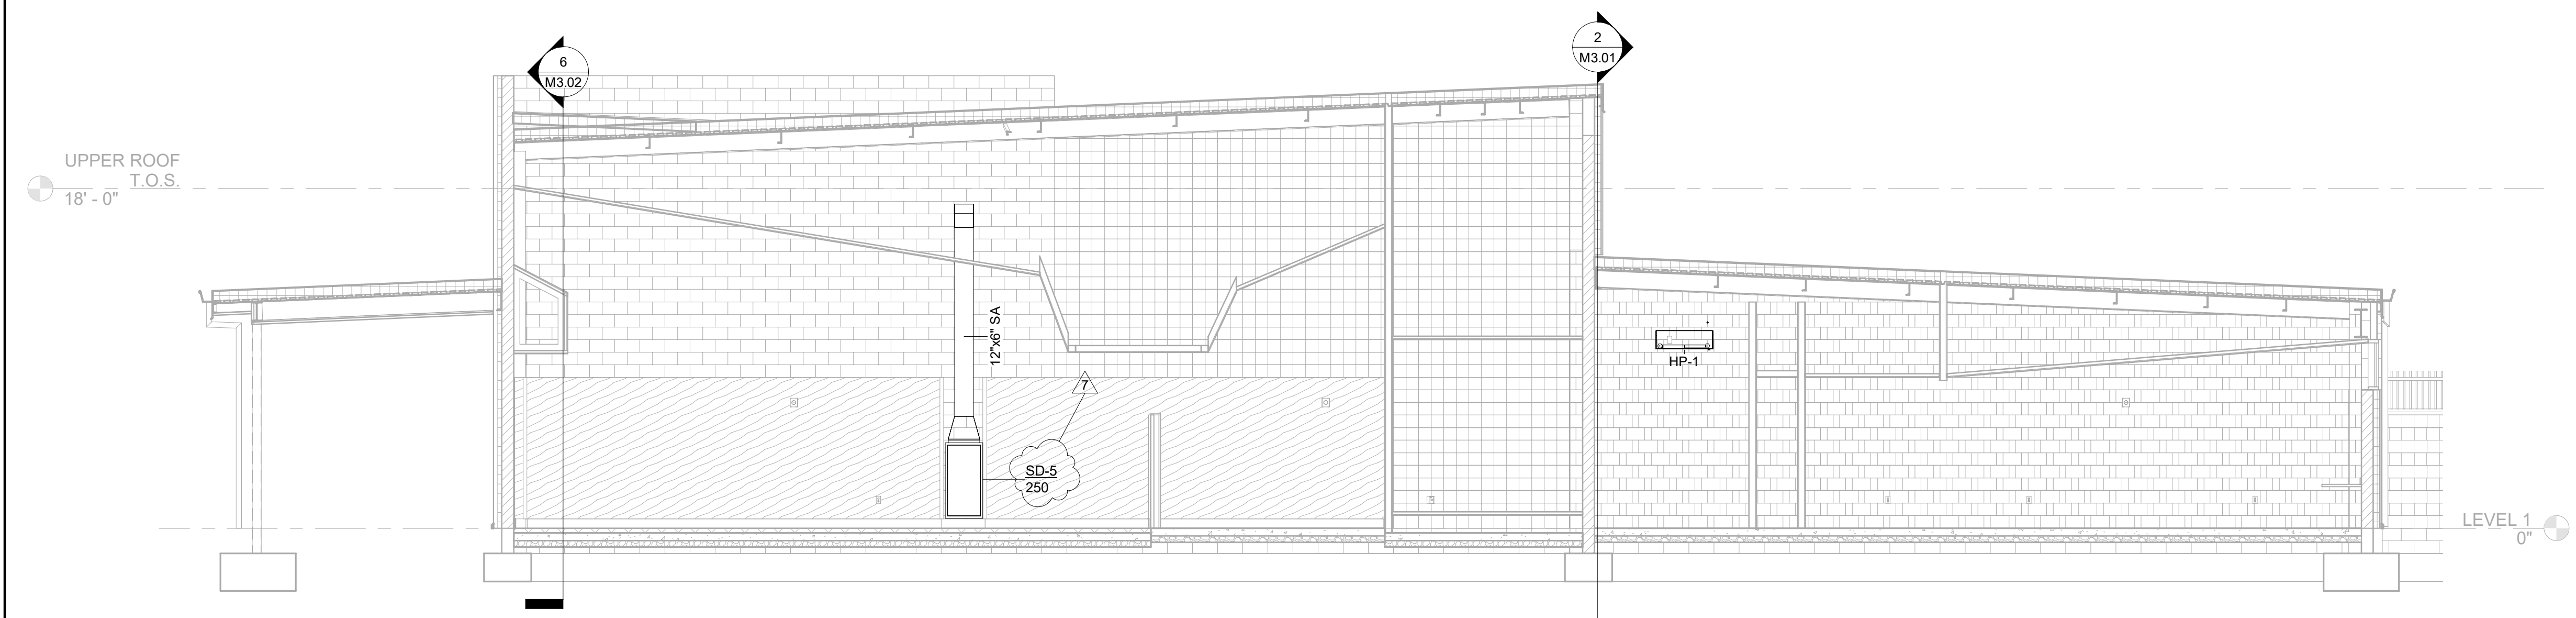 6
M3.02
2
M3.01
UPPER ROOF
T.O.S.
18' - 0"
12"x6" SA
HP-1
7
SD-5
250
LEVEL 1
0"